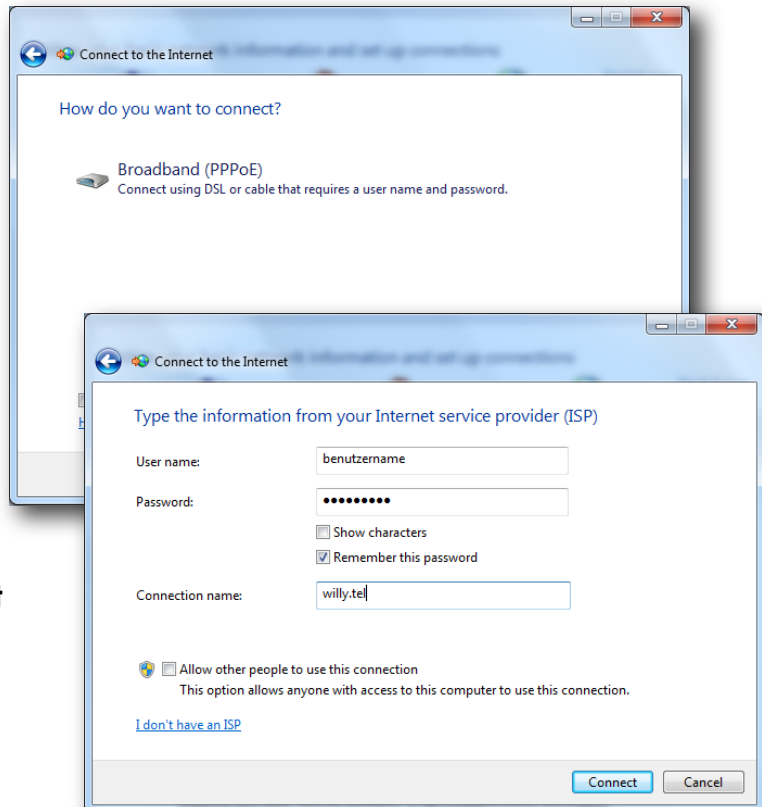 Connect to the Internet
How do you want to connect?
Broadband (PPPoE)
Connect using DSL or cable that requires a user name and password.
Connect to the Internet
Type the information from your Internet service provider (ISP)
User name:
benutzername
Password:
•••••••••
Show characters
Remember this password
Connection name:
willy.tel
Allow other people to use this connection
This option allows anyone with access to this computer to use this connection.
I don't have an ISP
Connect
Cancel